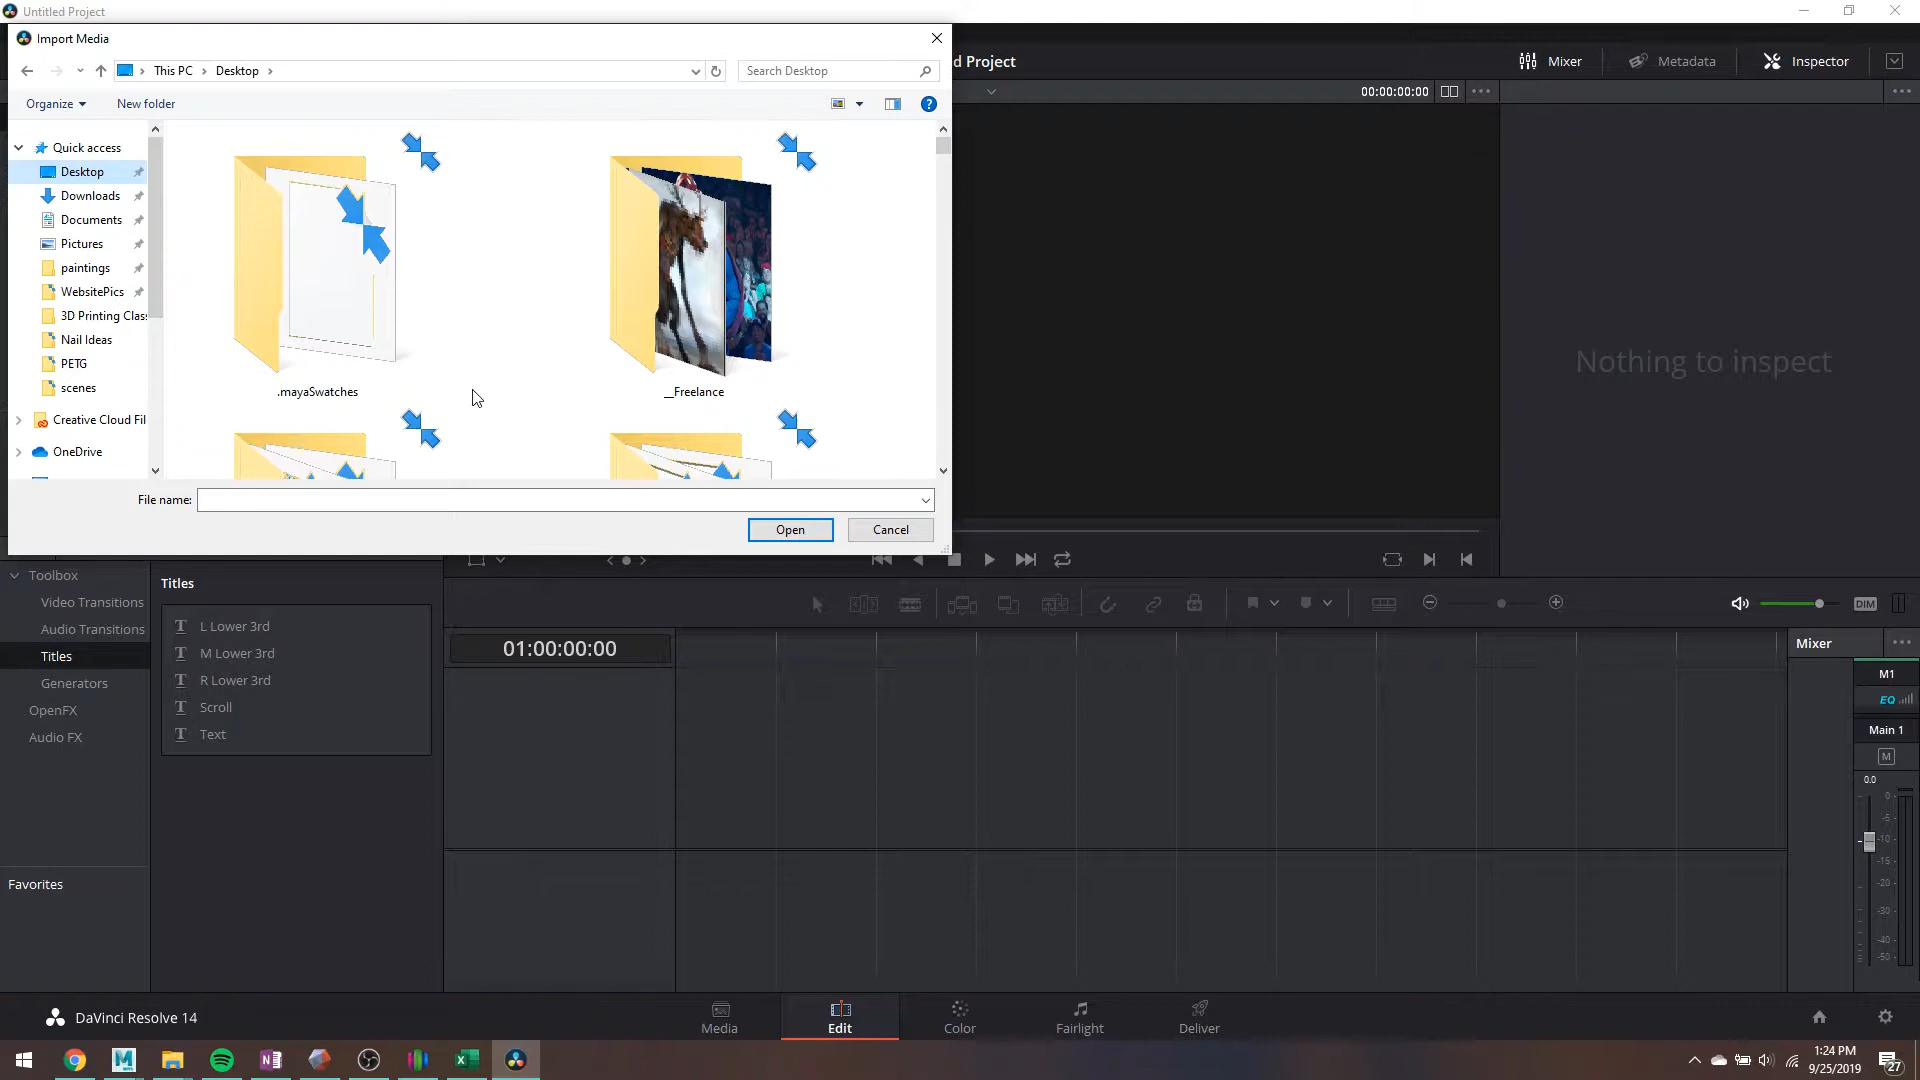 Untitled Project
Import Media
This PC
Desktop
Search Desktop
Organize
New folder
Quick access
Desktop
Downloads
Documents
Pictures
paintings
WebsitePics
3D Printing Clas
Nail Ideas
PETG
scenes
Creative Cloud Fil
OneDrive
.mayaSwatches
__Freelance
File name:
Open
Cancel
d Project
Mixer
Metadata
Inspector
00:00:00:00
Nothing to inspect
Toolbox
Video Transitions
Audio Transitions
Titles
Generators
OpenFX
Audio FX
Favorites
Titles
L Lower 3rd
M Lower 3rd
R Lower 3rd
Scroll
Text
01:00:00:00
DIM
Mixer
M1
EQ
Main 1
M
0.0
0
-5
-10
-15
-20
-30
-40
-50
DaVinci Resolve 14
Media
Edit
Color
Fairlight
Deliver
1:24 PM
9/25/2019
27